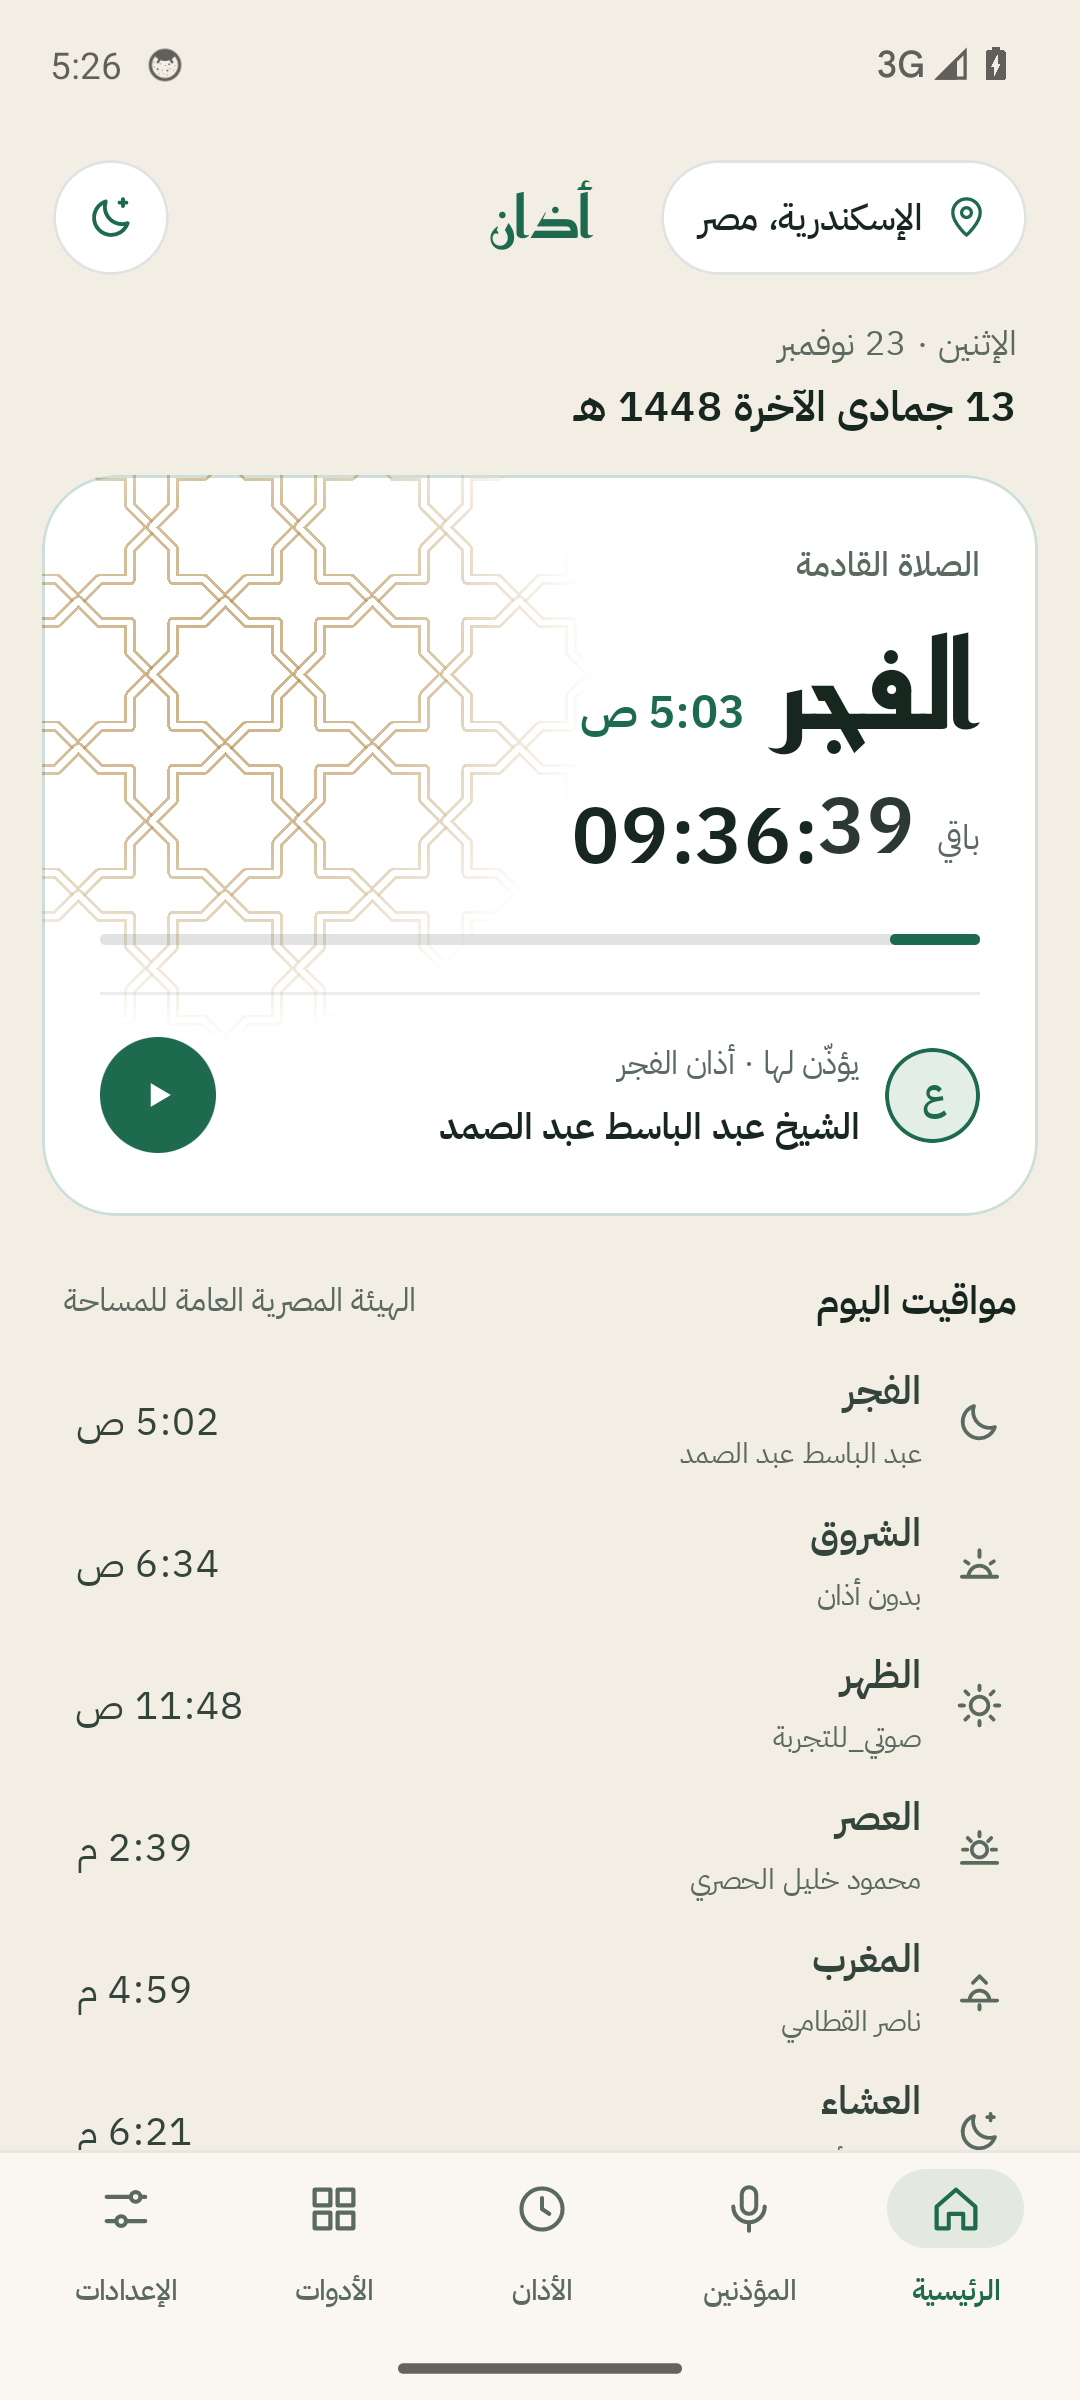 5:26
3G
الإسكندرية، مصر
أذان
الإثنين · 23 نوفمبر
13 جمادى الآخرة 1448 هـ
الصلاة القادمة
الفجر 5:03 ص
باقي 09:36:39
يؤذّن لها · أذان الفجر
ع
الشيخ عبد الباسط عبد الصمد
مواقيت اليوم
الهيئة المصرية العامة للمساحة
الفجر
عبد الباسط عبد الصمد
5:02 ص
الشروق
بدون أذان
6:34 ص
الظهر
صوتي_للتجربة
11:48 ص
العصر
محمود خليل الحصري
2:39 م
المغرب
ناصر القطامي
4:59 م
العشاء
6:21 م
الرئيسية
المؤذنين
الأذان
الأدوات
الإعدادات